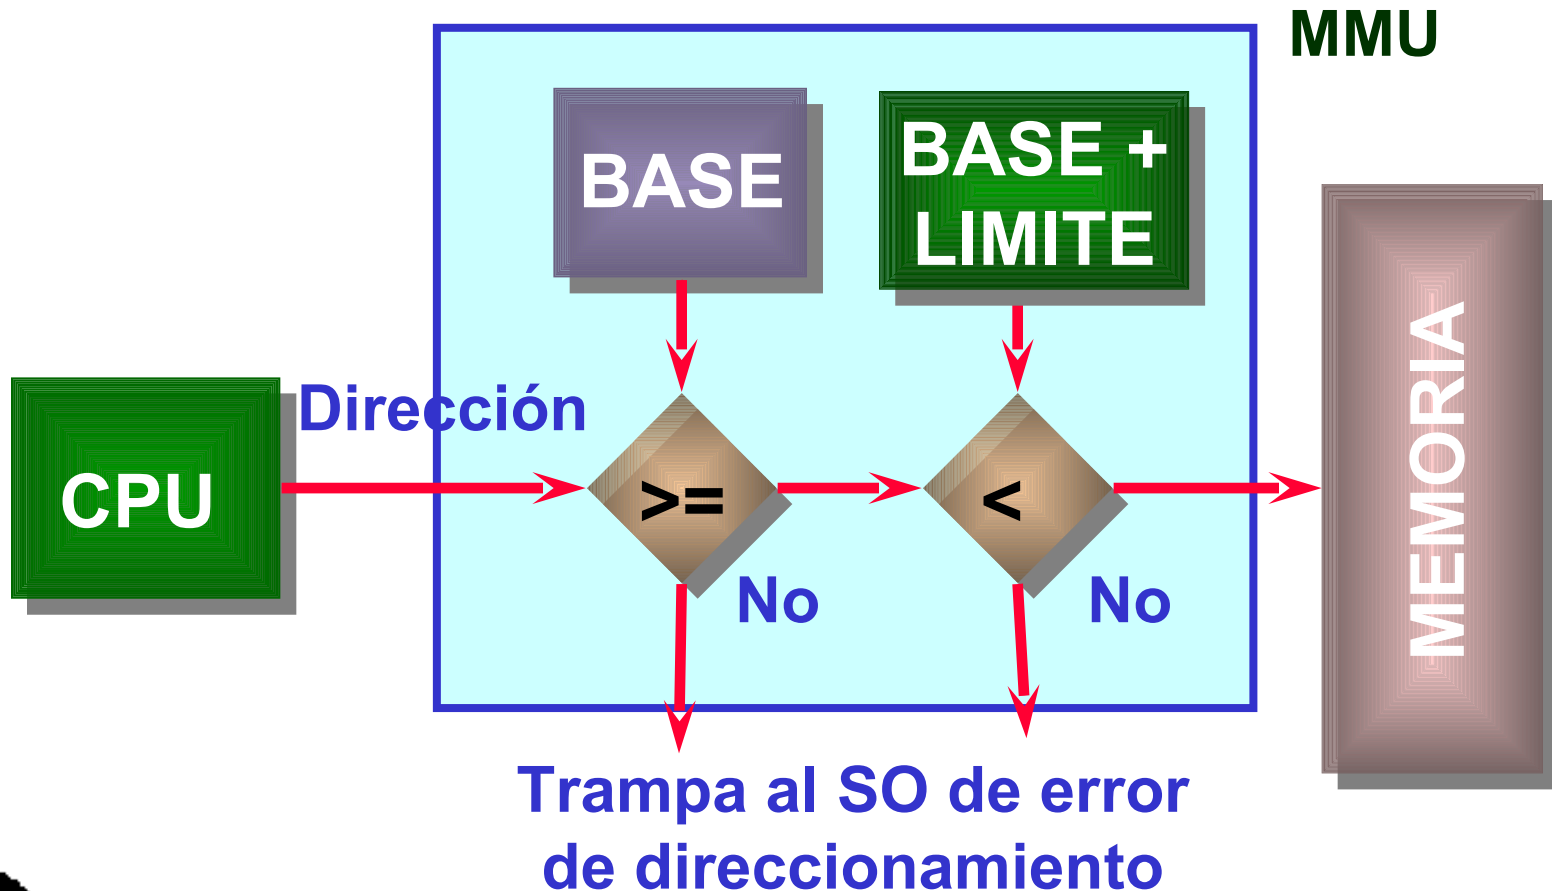 MMU
BASE
BASE +
LIMITE
Dirección
CPU
>=
<
No
No
MEMORIA
Trampa al SO de error
de direccionamiento